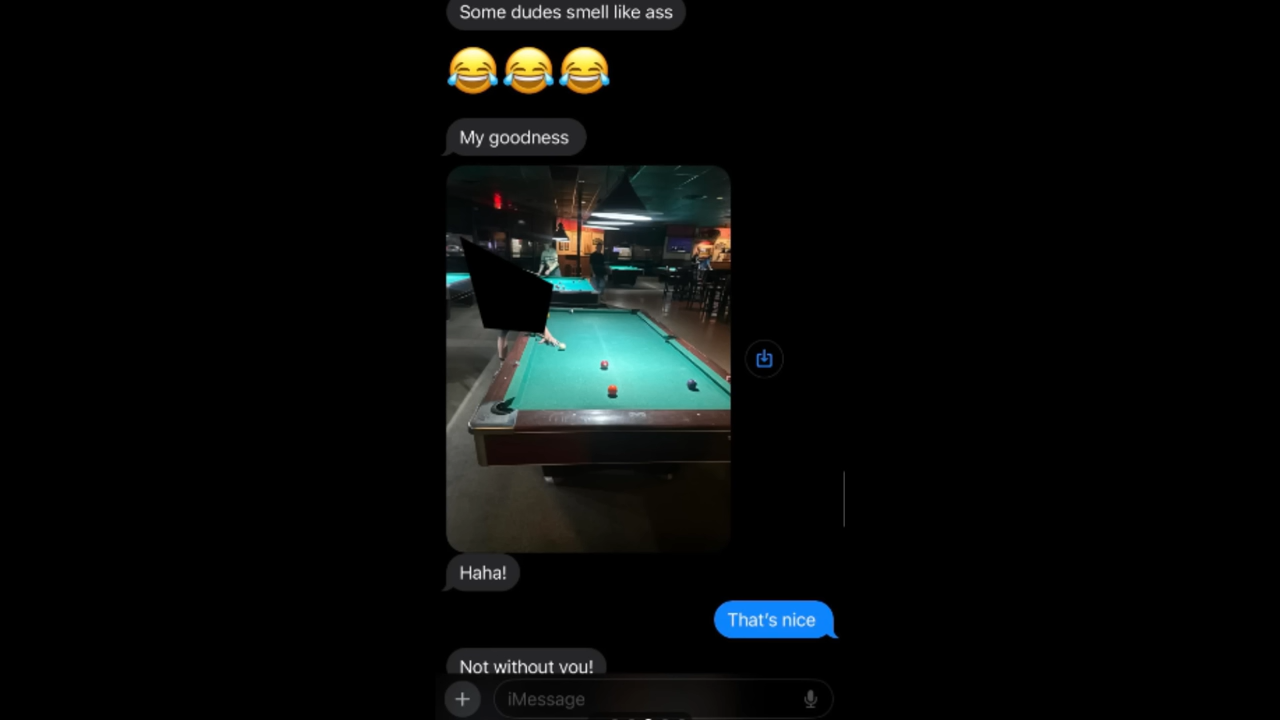 Some dudes smell like ass
😂😂😂
My goodness
Haha!
That’s nice
Not without you!
iMessage